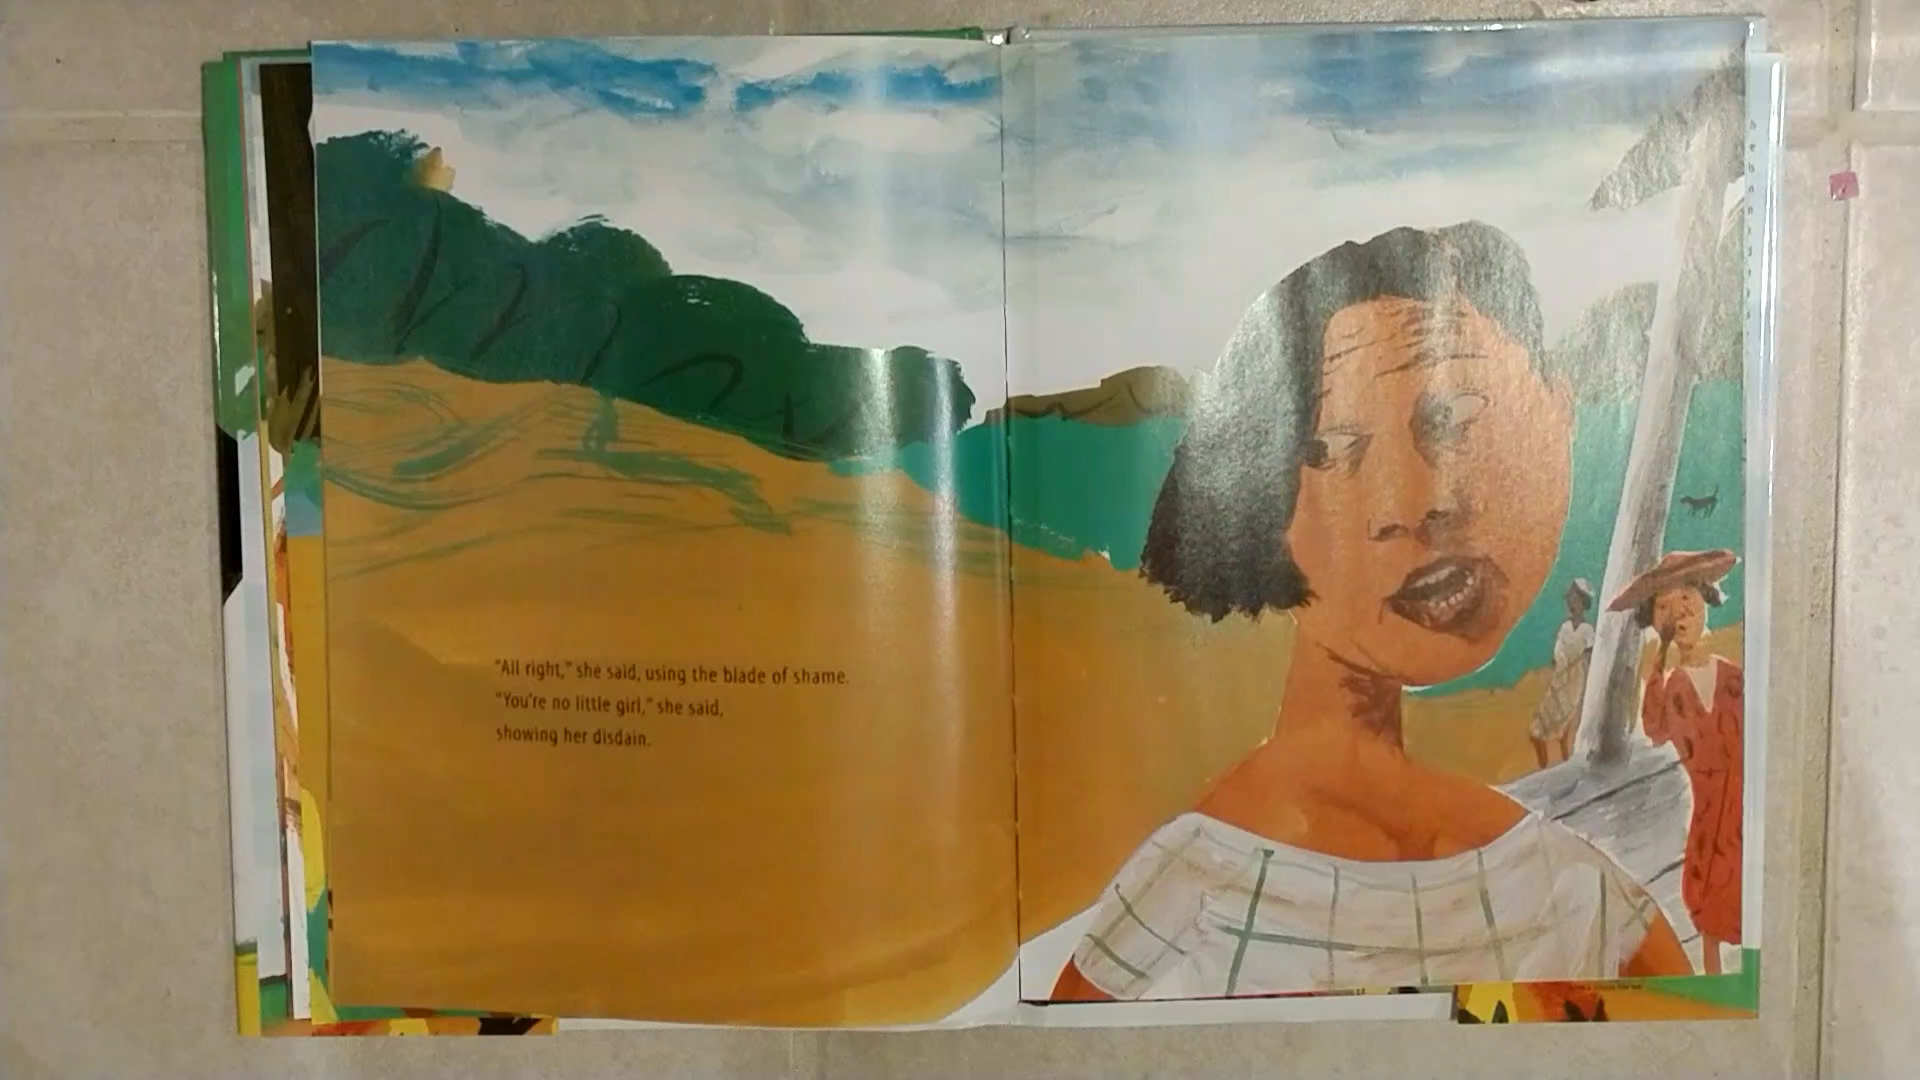 "All right," she said, using the blade of shame.
"You're no little girl," she said,
showing her disdain.